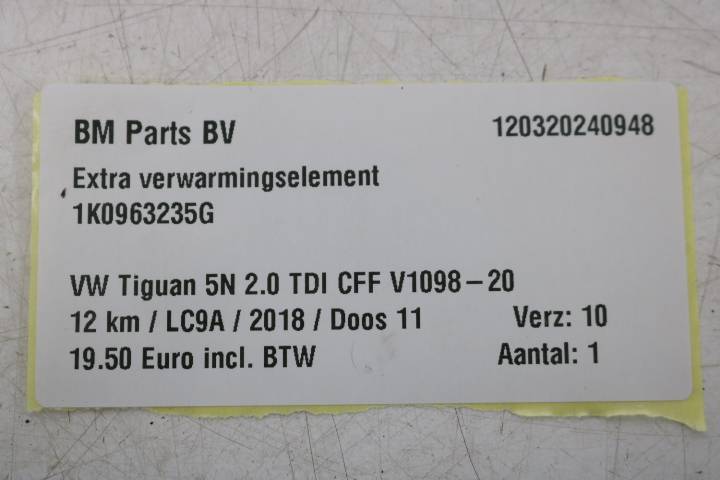 BM Parts BV 120320240948
Extra verwarmingselement
1K0963235G
VW Tiguan 5N 2.0 TDI CFF V1098-20
12 km / LC9A / 2018 / Doos 11 Verz: 10
19.50 Euro incl. BTW Aantal: 1